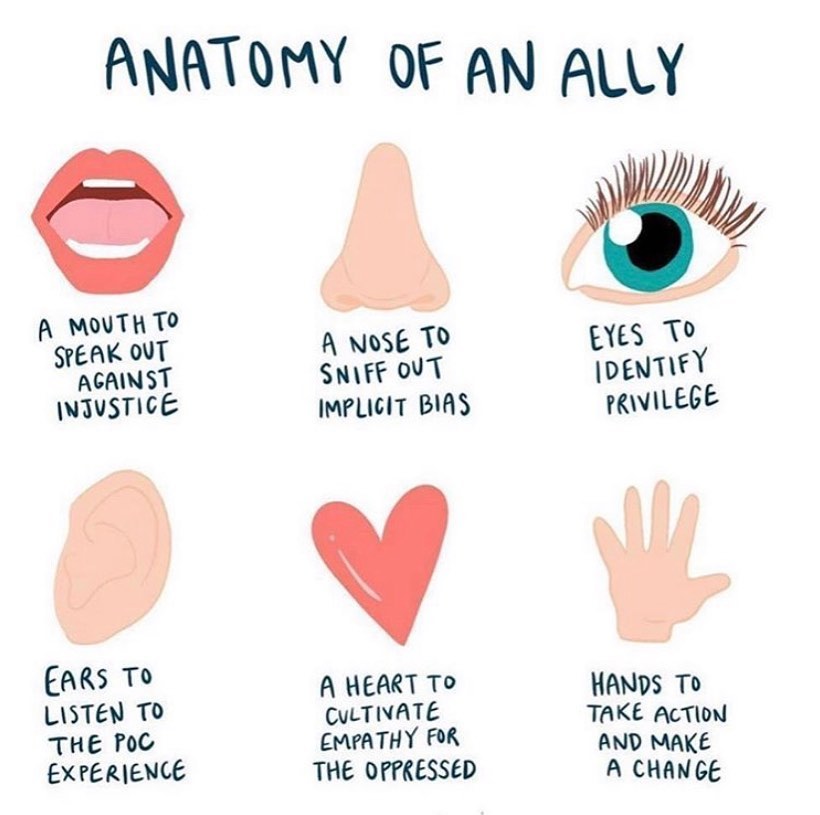 ANATOMY OF AN ALLY
A MOUTH TO
SPEAK OUT
AGAINST
INJUSTICE
A NOSE TO
SNIFF OUT
IMPLICIT BIAS
EYES TO
IDENTIFY
PRIVILEGE
EARS TO
LISTEN TO
THE POC
EXPERIENCE
A HEART TO
CULTIVATE
EMPATHY FOR
THE OPPRESSED
HANDS TO
TAKE ACTION
AND MAKE
A CHANGE